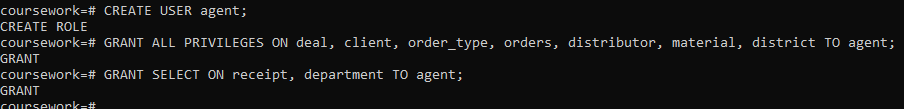 coursework=# CREATE USER agent;
CREATE ROLE
coursework=# GRANT ALL PRIVILEGES ON deal, client, order_type, orders, distributor, material, district TO agent;
GRANT
coursework=# GRANT SELECT ON receipt, department TO agent;
GRANT
coursework=#